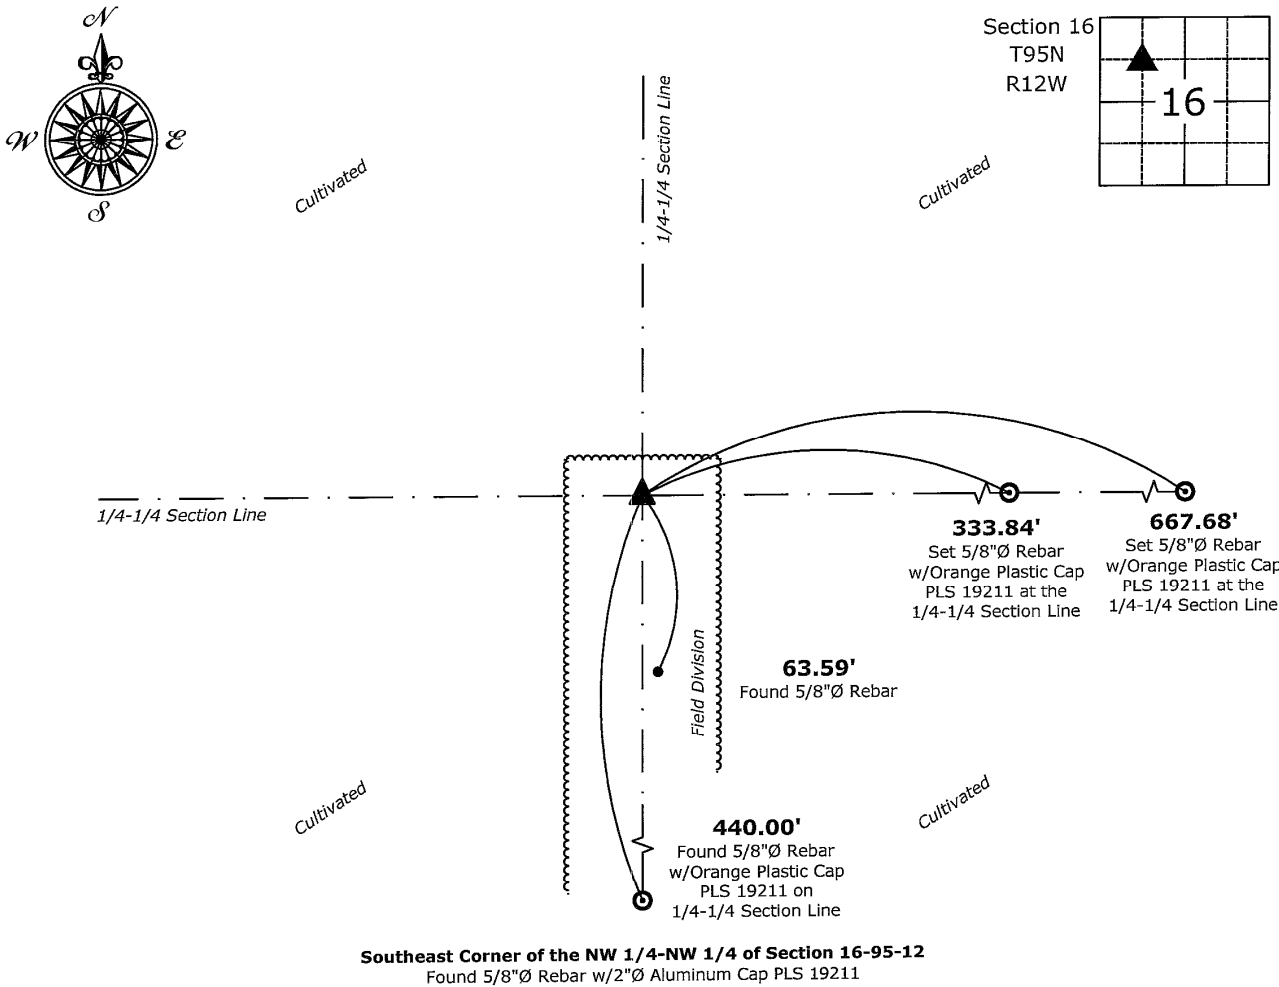 N
W
E
S
Section 16
T95N
R12W
16
1/4-1/4 Section Line
Cultivated
Cultivated
1/4-1/4 Section Line
333.84'
Set 5/8"Ø Rebar
w/Orange Plastic Cap
PLS 19211 at the
1/4-1/4 Section Line
667.68'
Set 5/8"Ø Rebar
w/Orange Plastic Cap
PLS 19211 at the
1/4-1/4 Section Line
Field Division
63.59'
Found 5/8"Ø Rebar
Cultivated
Cultivated
440.00'
Found 5/8"Ø Rebar
w/Orange Plastic Cap
PLS 19211 on
1/4-1/4 Section Line
Southeast Corner of the NW 1/4-NW 1/4 of Section 16-95-12
Found 5/8"Ø Rebar w/2"Ø Aluminum Cap PLS 19211